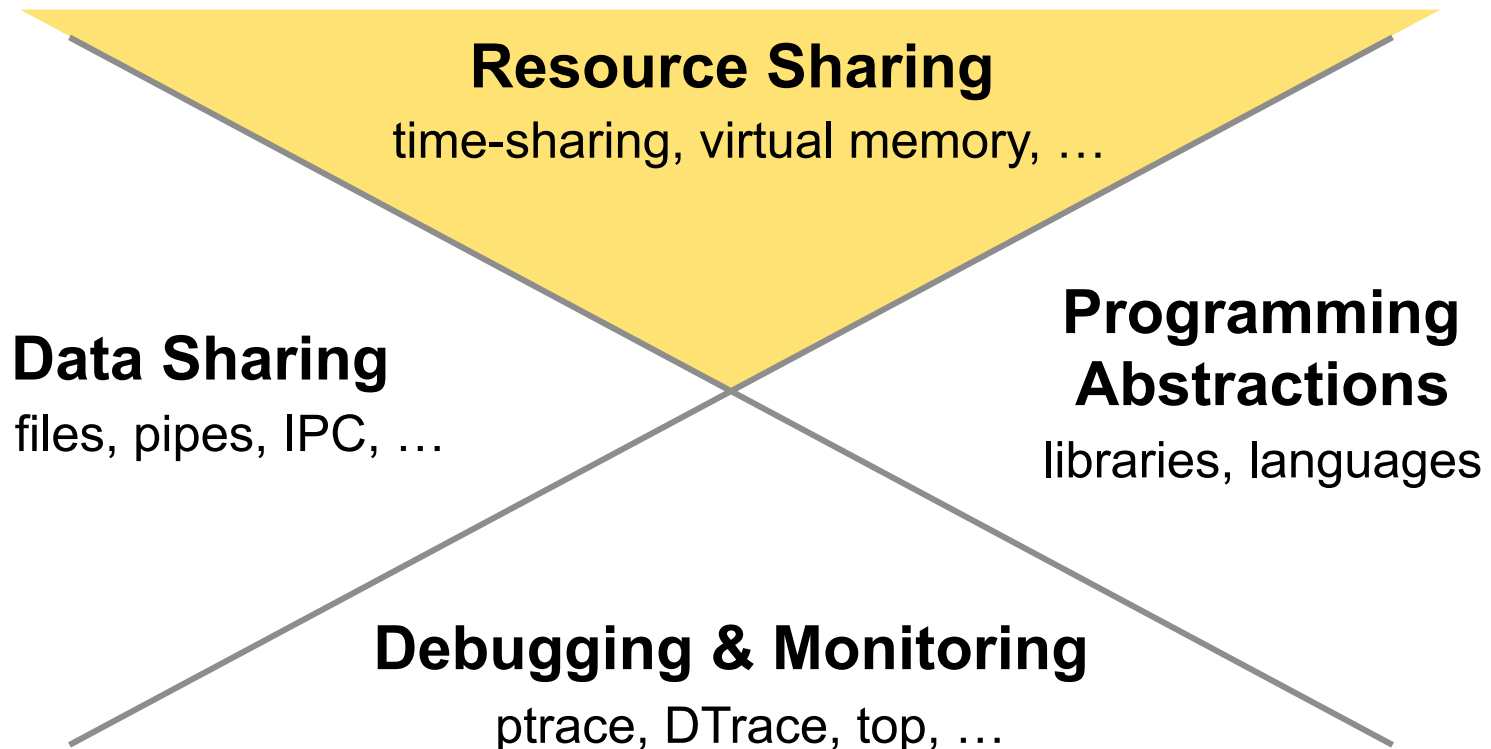 Resource Sharing
time-sharing, virtual memory, …
Data Sharing
files, pipes, IPC, …
Programming
Abstractions
libraries, languages
Debugging & Monitoring
ptrace, DTrace, top, …